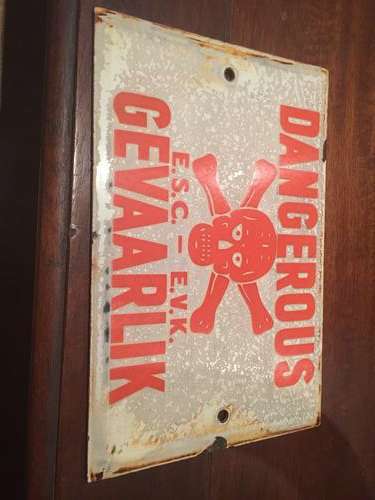 DANGEROUS
E.S.C. – E.V.K.
GEVAARLIK